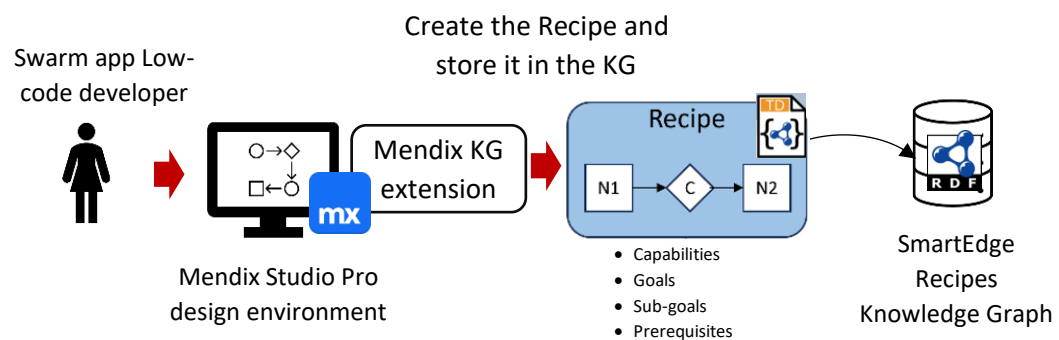 Create the Recipe and
store it in the KG
Swarm app Low-
code developer
mx
Mendix KG
extension
Mendix Studio Pro
design environment
TD
Recipe
N1
C
N2
• Capabilities
• Goals
• Sub-goals
• Prerequisites
RDF
SmartEdge
Recipes
Knowledge Graph